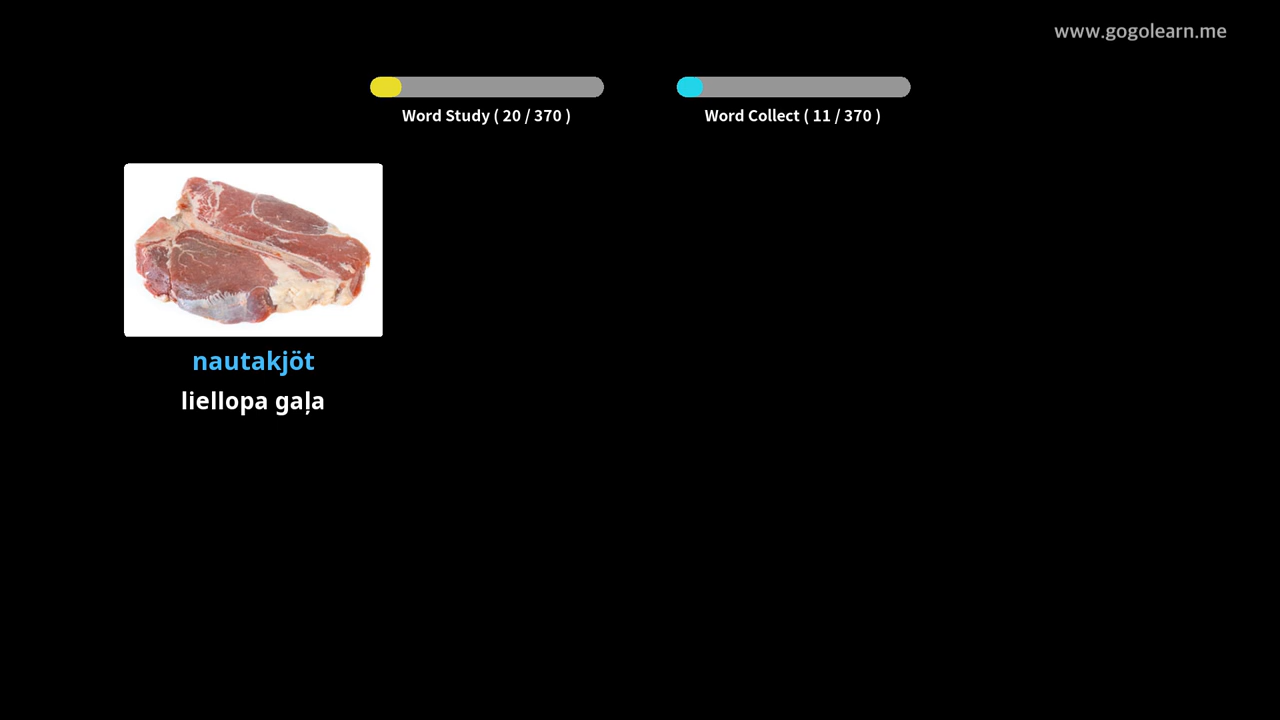 www.gogolearn.me
Word Study ( 20 / 370 )
Word Collect ( 11 / 370 )
nautakjöt
liellopa gaļa